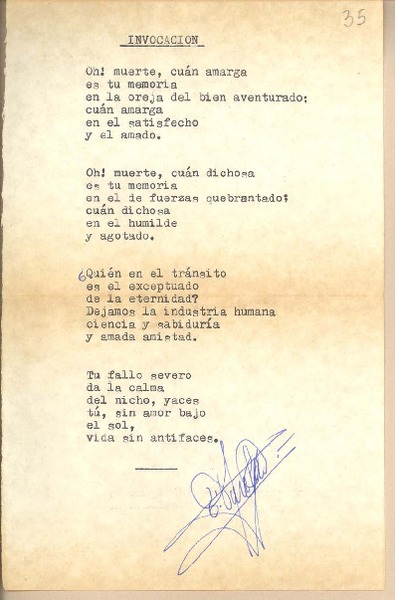 35
INVOCACION
Oh! muerte, cuán amarga
es tu memoria
en la oreja del bien aventurado;
cuán amarga
en el satisfecho
y el amado.
Oh! muerte, cuán dichosa
es tu memoria
en el de fuerzas quebrantado;
cuán dichosa
en el humilde
y agotado.
¿Quién en el tránsito
es el exceptuado
de la eternidad?
Dejamos la industria humana
ciencia y sabiduría
y amada amistad.
Tu fallo severo
da la calma
del nicho, yaces
tú, sin amor bajo
el sol,
vida sin antifaces.